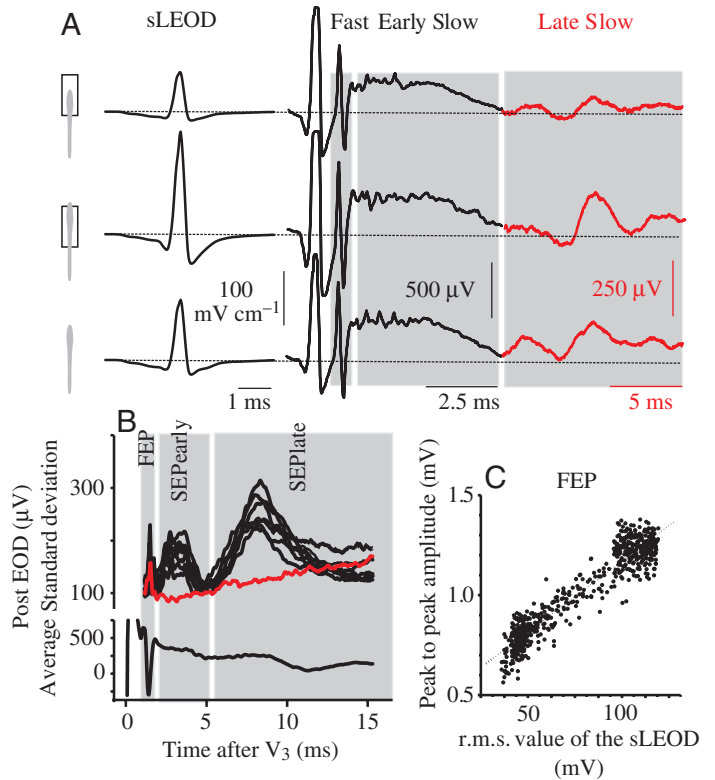 A
sLEOD
Fast Early Slow
Late Slow
100
mV cm⁻¹
500 µV
250 µV
1 ms
2.5 ms
5 ms
B
FEP
SEPearly
SEPlate
Post EOD (µV)
Average Standard deviation
300
100
500
0
0
5
10
15
Time after V₃ (ms)
C
FEP
Peak to peak amplitude (mV)
1.5
1.0
0.5
50
100
r.m.s. value of the sLEOD
(mV)